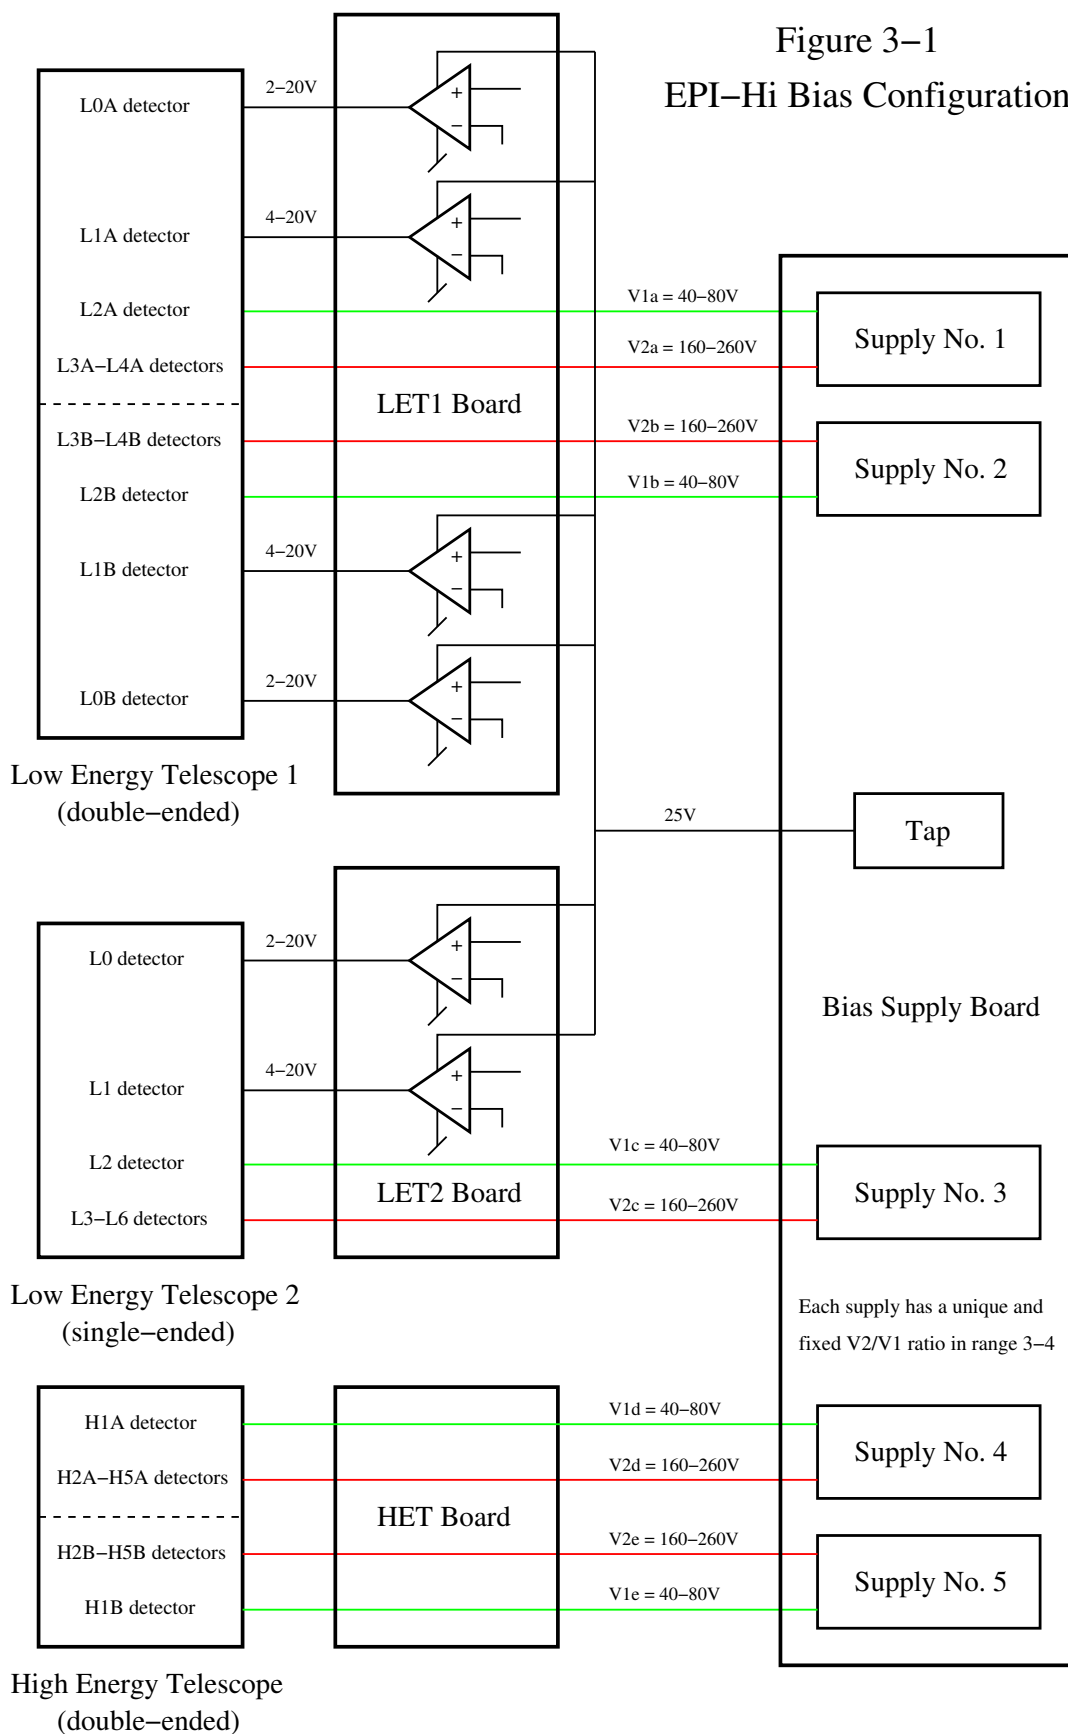 Figure 3−1
EPI−Hi Bias Configuration
L0A detector
2−20V
+
−
L1A detector
4−20V
+
−
L2A detector
V1a = 40−80V
Supply No. 1
L3A−L4A detectors
V2a = 160−260V
LET1 Board
L3B−L4B detectors
V2b = 160−260V
Supply No. 2
L2B detector
V1b = 40−80V
L1B detector
4−20V
+
−
L0B detector
2−20V
+
−
Low Energy Telescope 1
(double−ended)
25V
Tap
L0 detector
2−20V
+
−
Bias Supply Board
L1 detector
4−20V
+
−
L2 detector
V1c = 40−80V
LET2 Board
Supply No. 3
L3−L6 detectors
V2c = 160−260V
Low Energy Telescope 2
(single−ended)
Each supply has a unique and
fixed V2/V1 ratio in range 3−4
H1A detector
V1d = 40−80V
Supply No. 4
H2A−H5A detectors
V2d = 160−260V
HET Board
H2B−H5B detectors
V2e = 160−260V
Supply No. 5
H1B detector
V1e = 40−80V
High Energy Telescope
(double−ended)